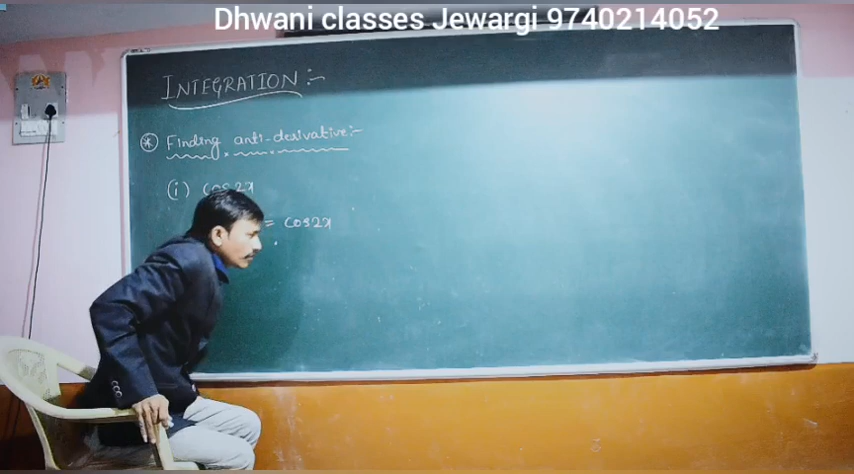 Dhwani classes Jewargi 9740214052
INTEGRATION :-
* Finding anti-derivative:-
(i) cos2x
= cos2x